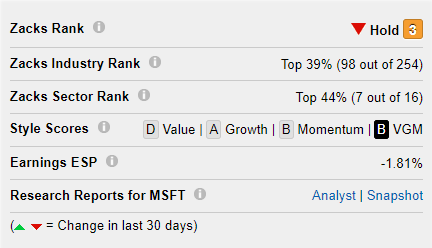 Zacks Rank Hold 3
Zacks Industry Rank Top 39% (98 out of 254)
Zacks Sector Rank Top 44% (7 out of 16)
Style Scores D Value | A Growth | B Momentum | B VGM
Earnings ESP -1.81%
Research Reports for MSFT Analyst | Snapshot
(▲ ▼ = Change in last 30 days)